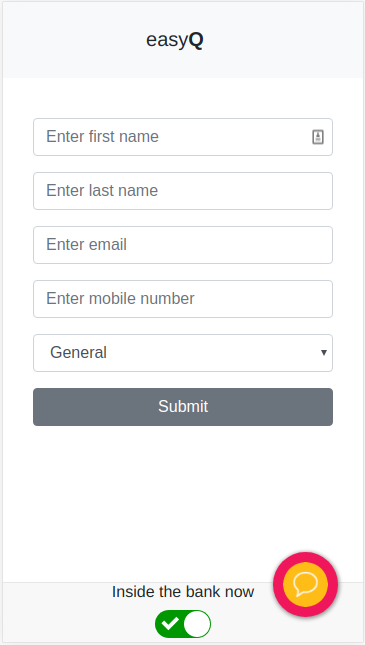 easyQ
Enter first name
Enter last name
Enter email
Enter mobile number
General
Submit
Inside the bank now